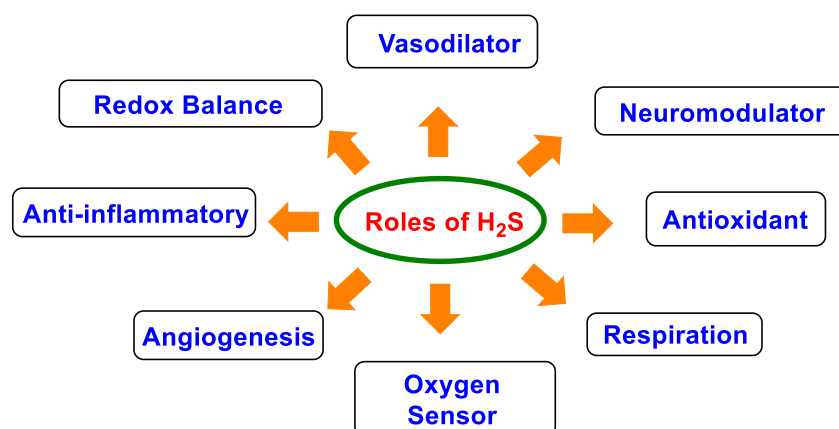 Vasodilator
Redox Balance
Neuromodulator
Anti-inflammatory
Roles of H₂S
Antioxidant
Angiogenesis
Respiration
Oxygen
Sensor